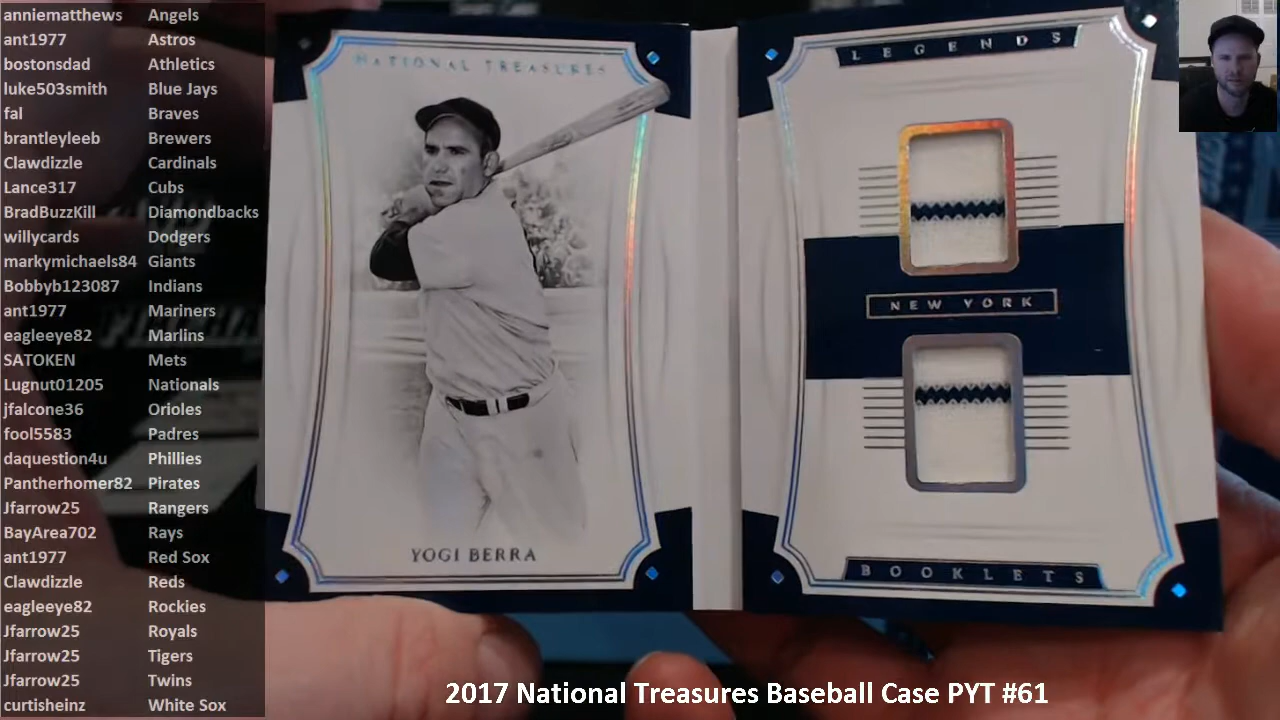 anniematthews Angels
ant1977 Astros
bostonsdad Athletics
luke503smith Blue Jays
fal Braves
brantleyleeb Brewers
Clawdizzle Cardinals
Lance317 Cubs
BradBuzzKill Diamondbacks
willycards Dodgers
markymichaels84 Giants
Bobbyb123087 Indians
ant1977 Mariners
eagleeye82 Marlins
SATOKEN Mets
Lugnut01205 Nationals
jfalcone36 Orioles
fool5583 Padres
daquestion4u Phillies
Pantherhomer82 Pirates
Jfarrow25 Rangers
BayArea702 Rays
ant1977 Red Sox
Clawdizzle Reds
eagleeye82 Rockies
Jfarrow25 Royals
Jfarrow25 Tigers
Jfarrow25 Twins
curtisheinz White Sox
NATIONAL TREASURES
YOGI BERRA
LEGENDS
NEW YORK
BOOKLETS
2017 National Treasures Baseball Case PYT #61